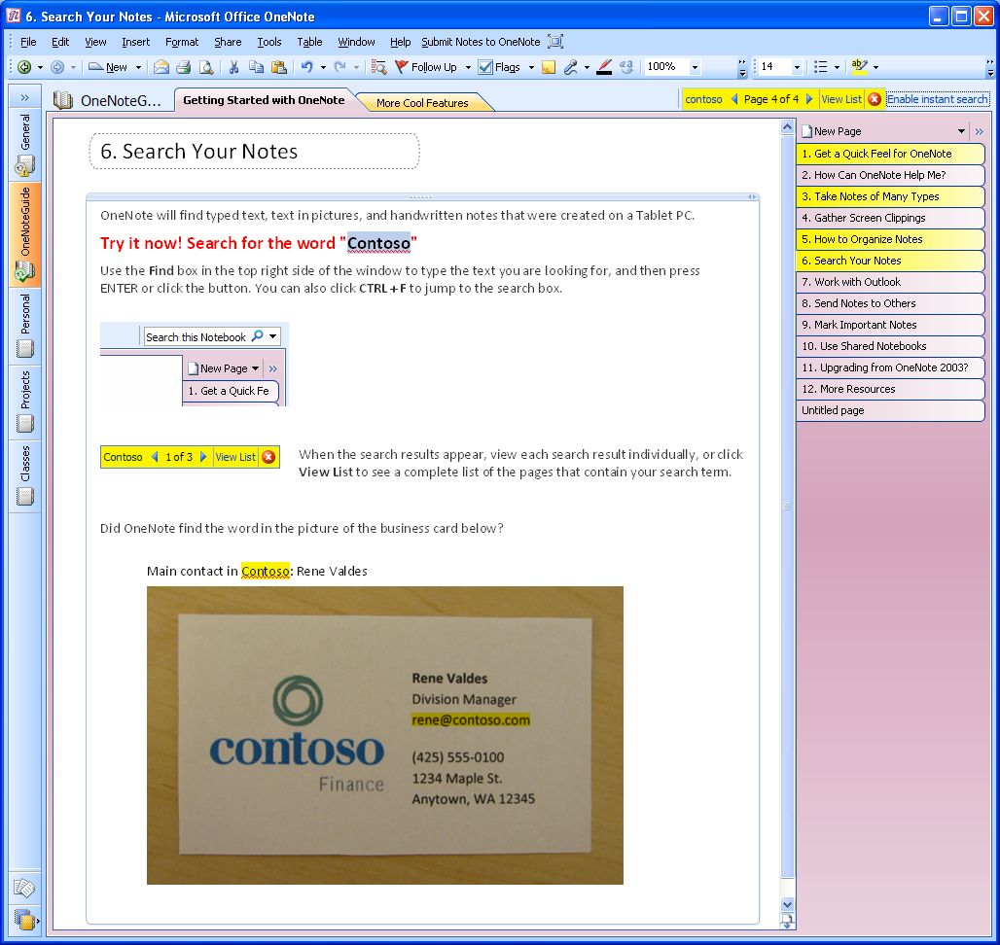 6. Search Your Notes - Microsoft Office OneNote
File Edit View Insert Format Share Tools Table Window Help Submit Notes to OneNote
New Follow Up Flags 100% 14
OneNoteG... Getting Started with OneNote More Cool Features contoso Page 4 of 4 View List Enable instant search
General
OneNoteGuide
Personal
Projects
Classes
6. Search Your Notes
OneNote will find typed text, text in pictures, and handwritten notes that were created on a Tablet PC.
Try it now! Search for the word "Contoso"
Use the Find box in the top right side of the window to type the text you are looking for, and then press
ENTER or click the button. You can also click CTRL+F to jump to the search box.
Search this Notebook
New Page
1. Get a Quick Fe
Contoso 1 of 3 View List
When the search results appear, view each search result individually, or click
View List to see a complete list of the pages that contain your search term.
Did OneNote find the word in the picture of the business card below?
Main contact in Contoso: Rene Valdes
contoso
Finance
Rene Valdes
Division Manager
rene@contoso.com
(425) 555-0100
1234 Maple St.
Anytown, WA 12345
New Page
1. Get a Quick Feel for OneNote
2. How Can OneNote Help Me?
3. Take Notes of Many Types
4. Gather Screen Clippings
5. How to Organize Notes
6. Search Your Notes
7. Work with Outlook
8. Send Notes to Others
9. Mark Important Notes
10. Use Shared Notebooks
11. Upgrading from OneNote 2003?
12. More Resources
Untitled page